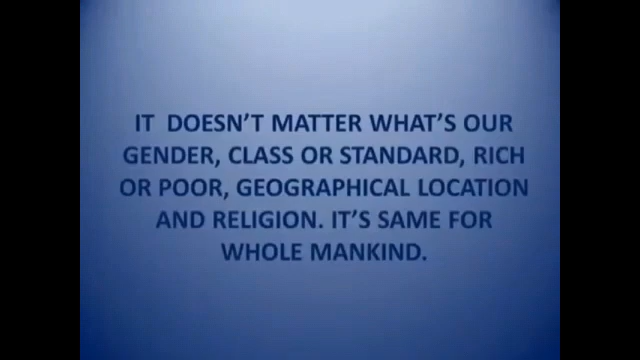 IT DOESN'T MATTER WHAT'S OUR
GENDER, CLASS OR STANDARD, RICH
OR POOR, GEOGRAPHICAL LOCATION
AND RELIGION. IT'S SAME FOR
WHOLE MANKIND.